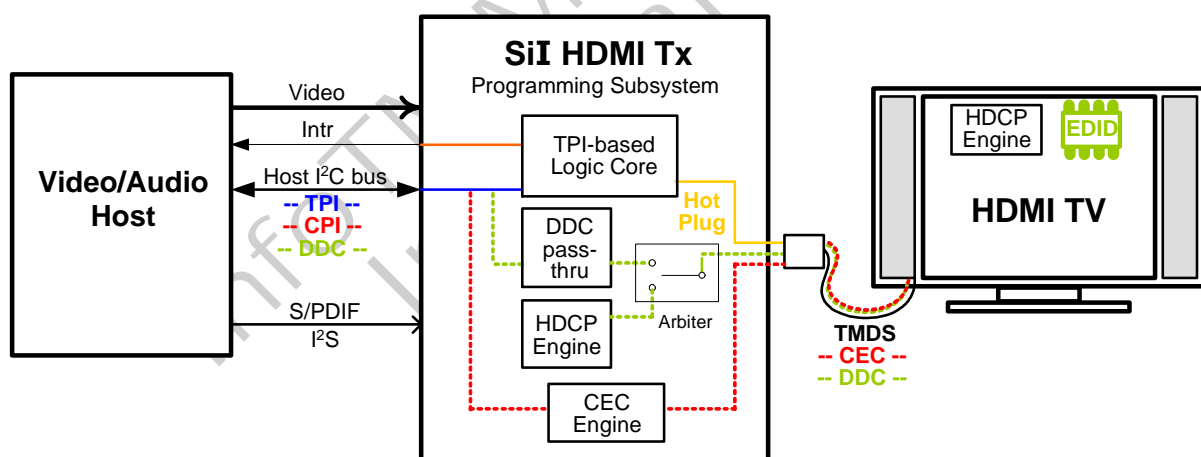 SiI HDMI Tx
Programming Subsystem
Video/Audio
Host
Video
Intr
Host I²C bus
-- TPI --
-- CPI --
-- DDC --
S/PDIF
I²S
TPI-based
Logic Core
DDC
pass-
thru
HDCP
Engine
CEC
Engine
Arbiter
Hot
Plug
TMDS
-- CEC --
-- DDC --
HDCP
Engine
EDID
HDMI TV